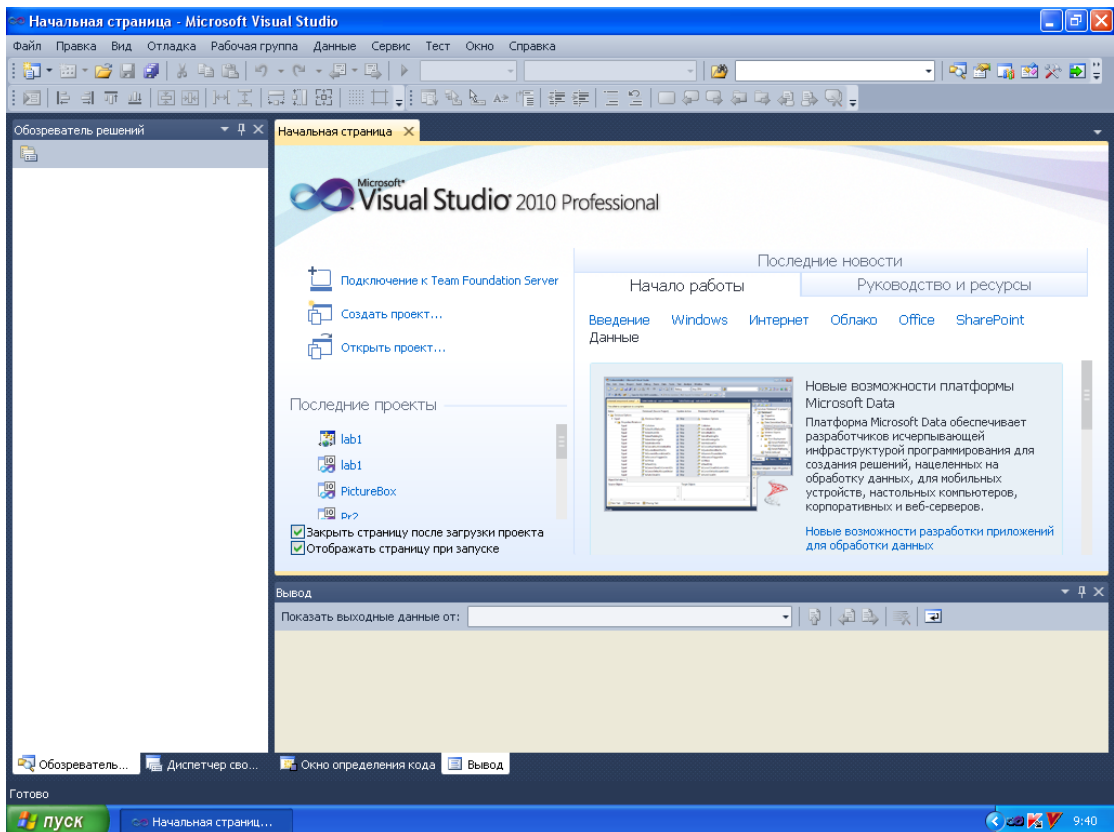 Начальная страница - Microsoft Visual Studio
Файл Правка Вид Отладка Рабочая группа Данные Сервис Тест Окно Справка
Обозреватель решений
Начальная страница
Microsoft
Visual Studio 2010 Professional
Подключение к Team Foundation Server
Создать проект...
Открыть проект...
Последние проекты
lab1
lab1
PictureBox
Pr2
Закрыть страницу после загрузки проекта
Отображать страницу при запуске
Последние новости
Начало работы
Руководство и ресурсы
Введение Windows Интернет Облако Office SharePoint
Данные
Новые возможности платформы
Microsoft Data
Платформа Microsoft Data обеспечивает
разработчиков исчерпывающей
инфраструктурой программирования для
создания решений, нацеленных на
обработку данных, для мобильных
устройств, настольных компьютеров,
корпоративных и веб-серверов.
Новые возможности разработки приложений
для обработки данных
Вывод
Показать выходные данные от:
Обозреватель... Диспетчер сво... Окно определения кода Вывод
Готово
пуск Начальная страниц... 9:40